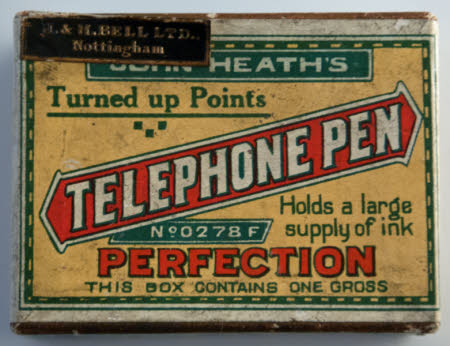 & H. BELL LTD.,
Nottingham
JOHN HEATH'S
Turned up Points
TELEPHONE PEN
Holds a large
supply of ink
Nº 0278 F
PERFECTION
THIS BOX CONTAINS ONE GROSS